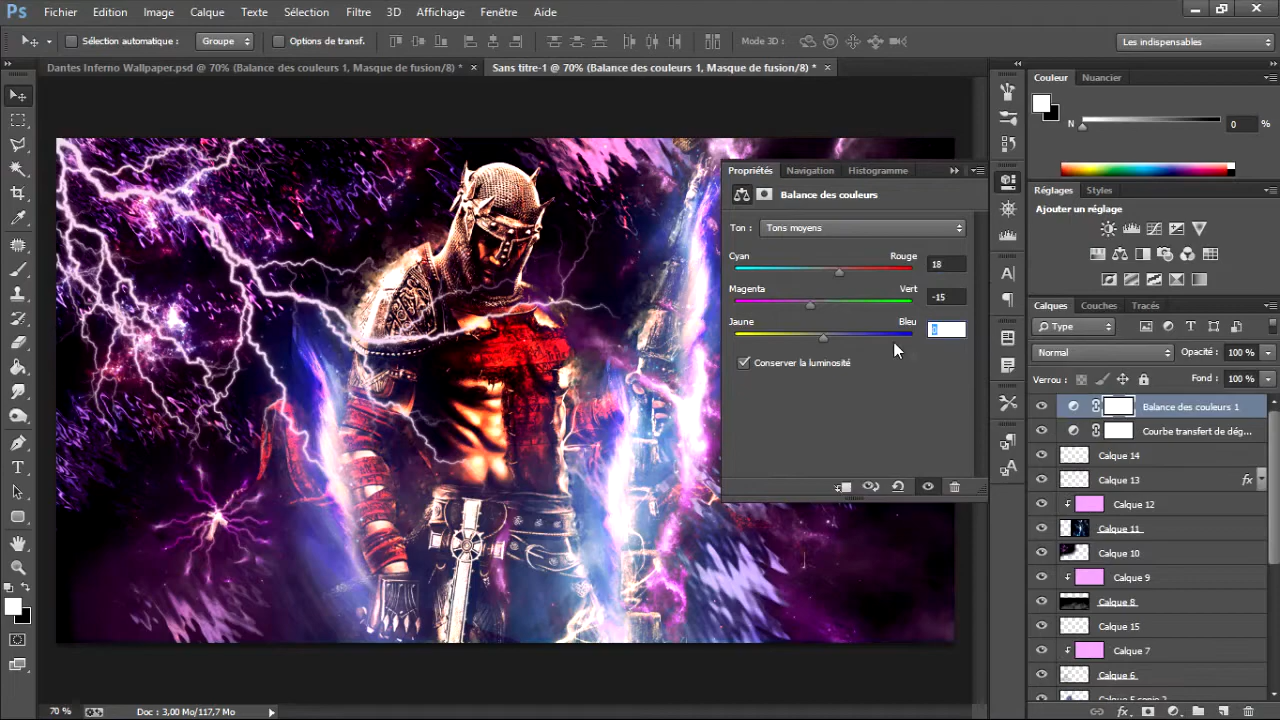 Ps Fichier Edition Image Calque Texte Sélection Filtre 3D Affichage Fenêtre Aide
Sélection automatique : Groupe Options de transf. Mode 3D : Les indispensables
Dantes Inferno Wallpaper.psd @ 70% (Balance des couleurs 1, Masque de fusion/8) * × Sans titre-1 @ 70% (Balance des couleurs 1, Masque de fusion/8) * ×
Couleur Nuancier
N 0 %
Propriétés Navigation Histogramme
Balance des couleurs
Ton : Tons moyens
Cyan Rouge 18
Magenta Vert -15
Jaune Bleu 0
Conserver la luminosité
Réglages Styles
Ajouter un réglage
Calques Couches Tracés
Type
Normal Opacité : 100 %
Verrou : Fond : 100 %
Balance des couleurs 1
Courbe transfert de dég...
Calque 14
Calque 13 fx
Calque 12
Calque 11
Calque 10
Calque 9
Calque 8
Calque 15
Calque 7
Calque 6
Calque 5 copie 2
70 % Doc : 3,00 Mo/117,7 Mo